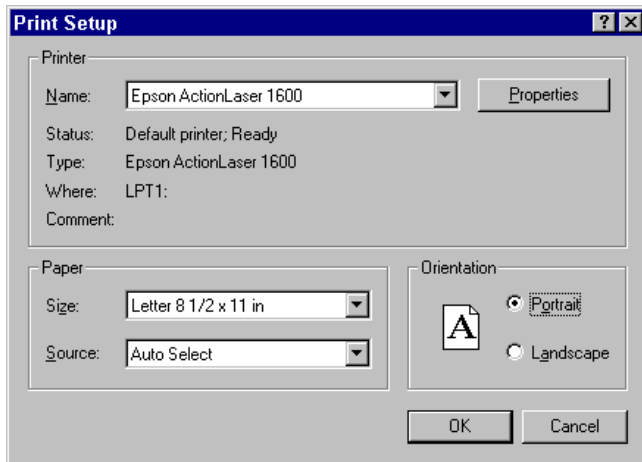 Print Setup
Printer
Name: Epson ActionLaser 1600 Properties
Status: Default printer; Ready
Type: Epson ActionLaser 1600
Where: LPT1:
Comment:
Paper
Size: Letter 8 1/2 x 11 in
Source: Auto Select
Orientation
A
Portrait
Landscape
OK Cancel